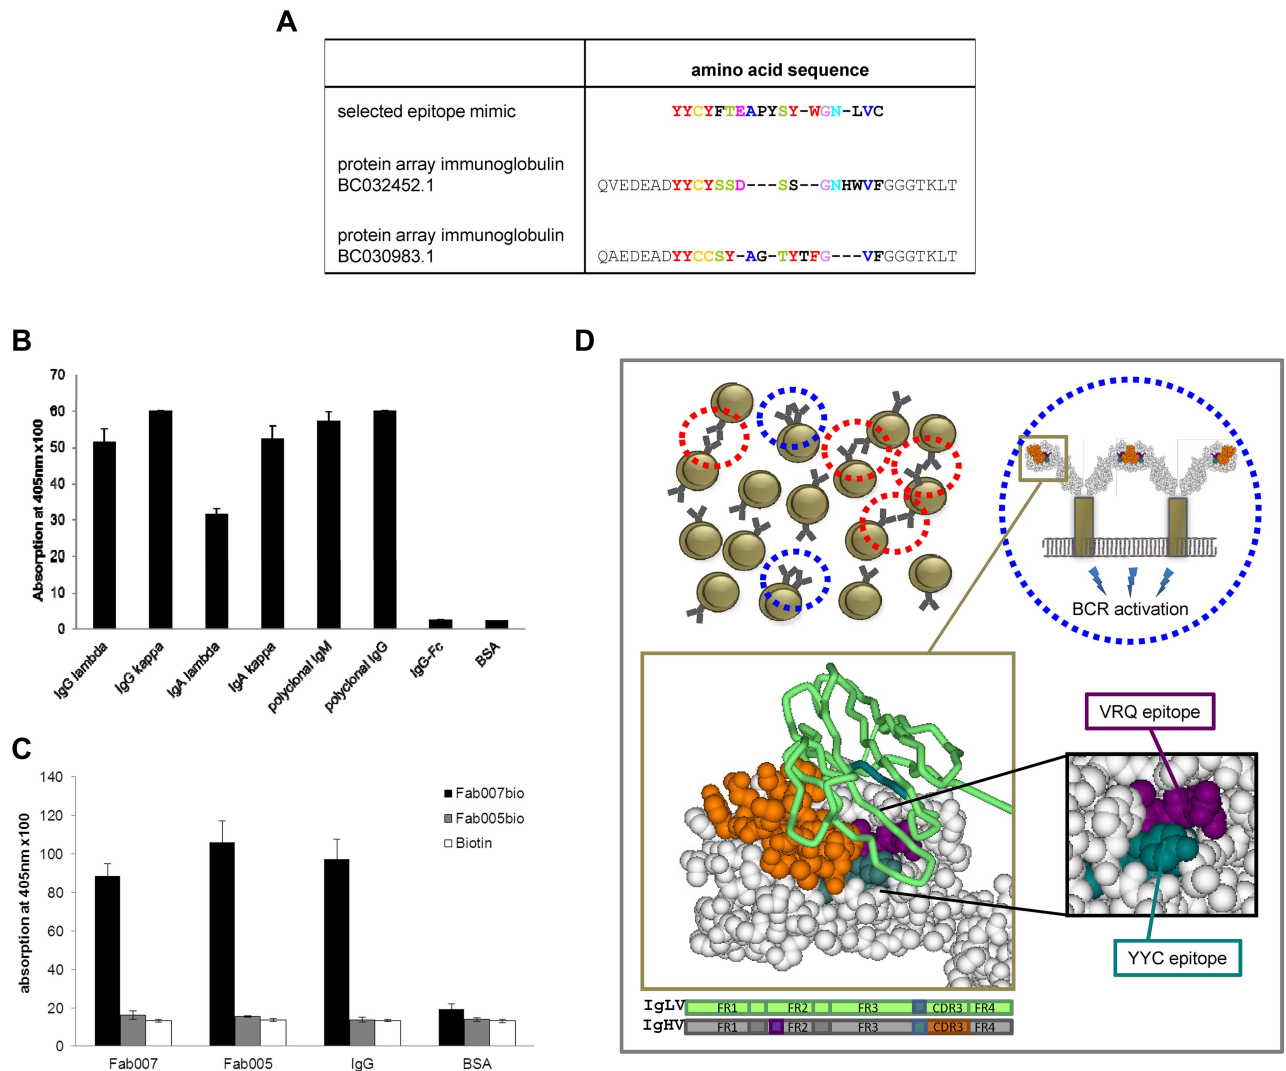 A
amino acid sequence
selected epitope mimic
YYCYFTEAPYSY-WGN-LVC
protein array immunoglobulin
BC032452.1
QVEDEADYYCYSSD---SS--GNHWVFGGGTKLT
protein array immunoglobulin
BC030983.1
QAEDEADYYCCSY-AG-TYTFG---VFGGGTKLT
B
Absorption at 405nm x100
70
60
50
40
30
20
10
0
IgG lambda
IgG kappa
IgA lambda
IgA kappa
polyclonal IgM
polyclonal IgG
IgG-Fc
BSA
C
absorption at 405nm x100
140
120
100
80
60
40
20
0
Fab007bio
Fab005bio
Biotin
Fab007
Fab005
IgG
BSA
D
BCR activation
VRQ epitope
YYC epitope
IgLV FR1 FR2 FR3 CDR3 FR4
IgHV FR1 FR2 FR3 CDR3 FR4